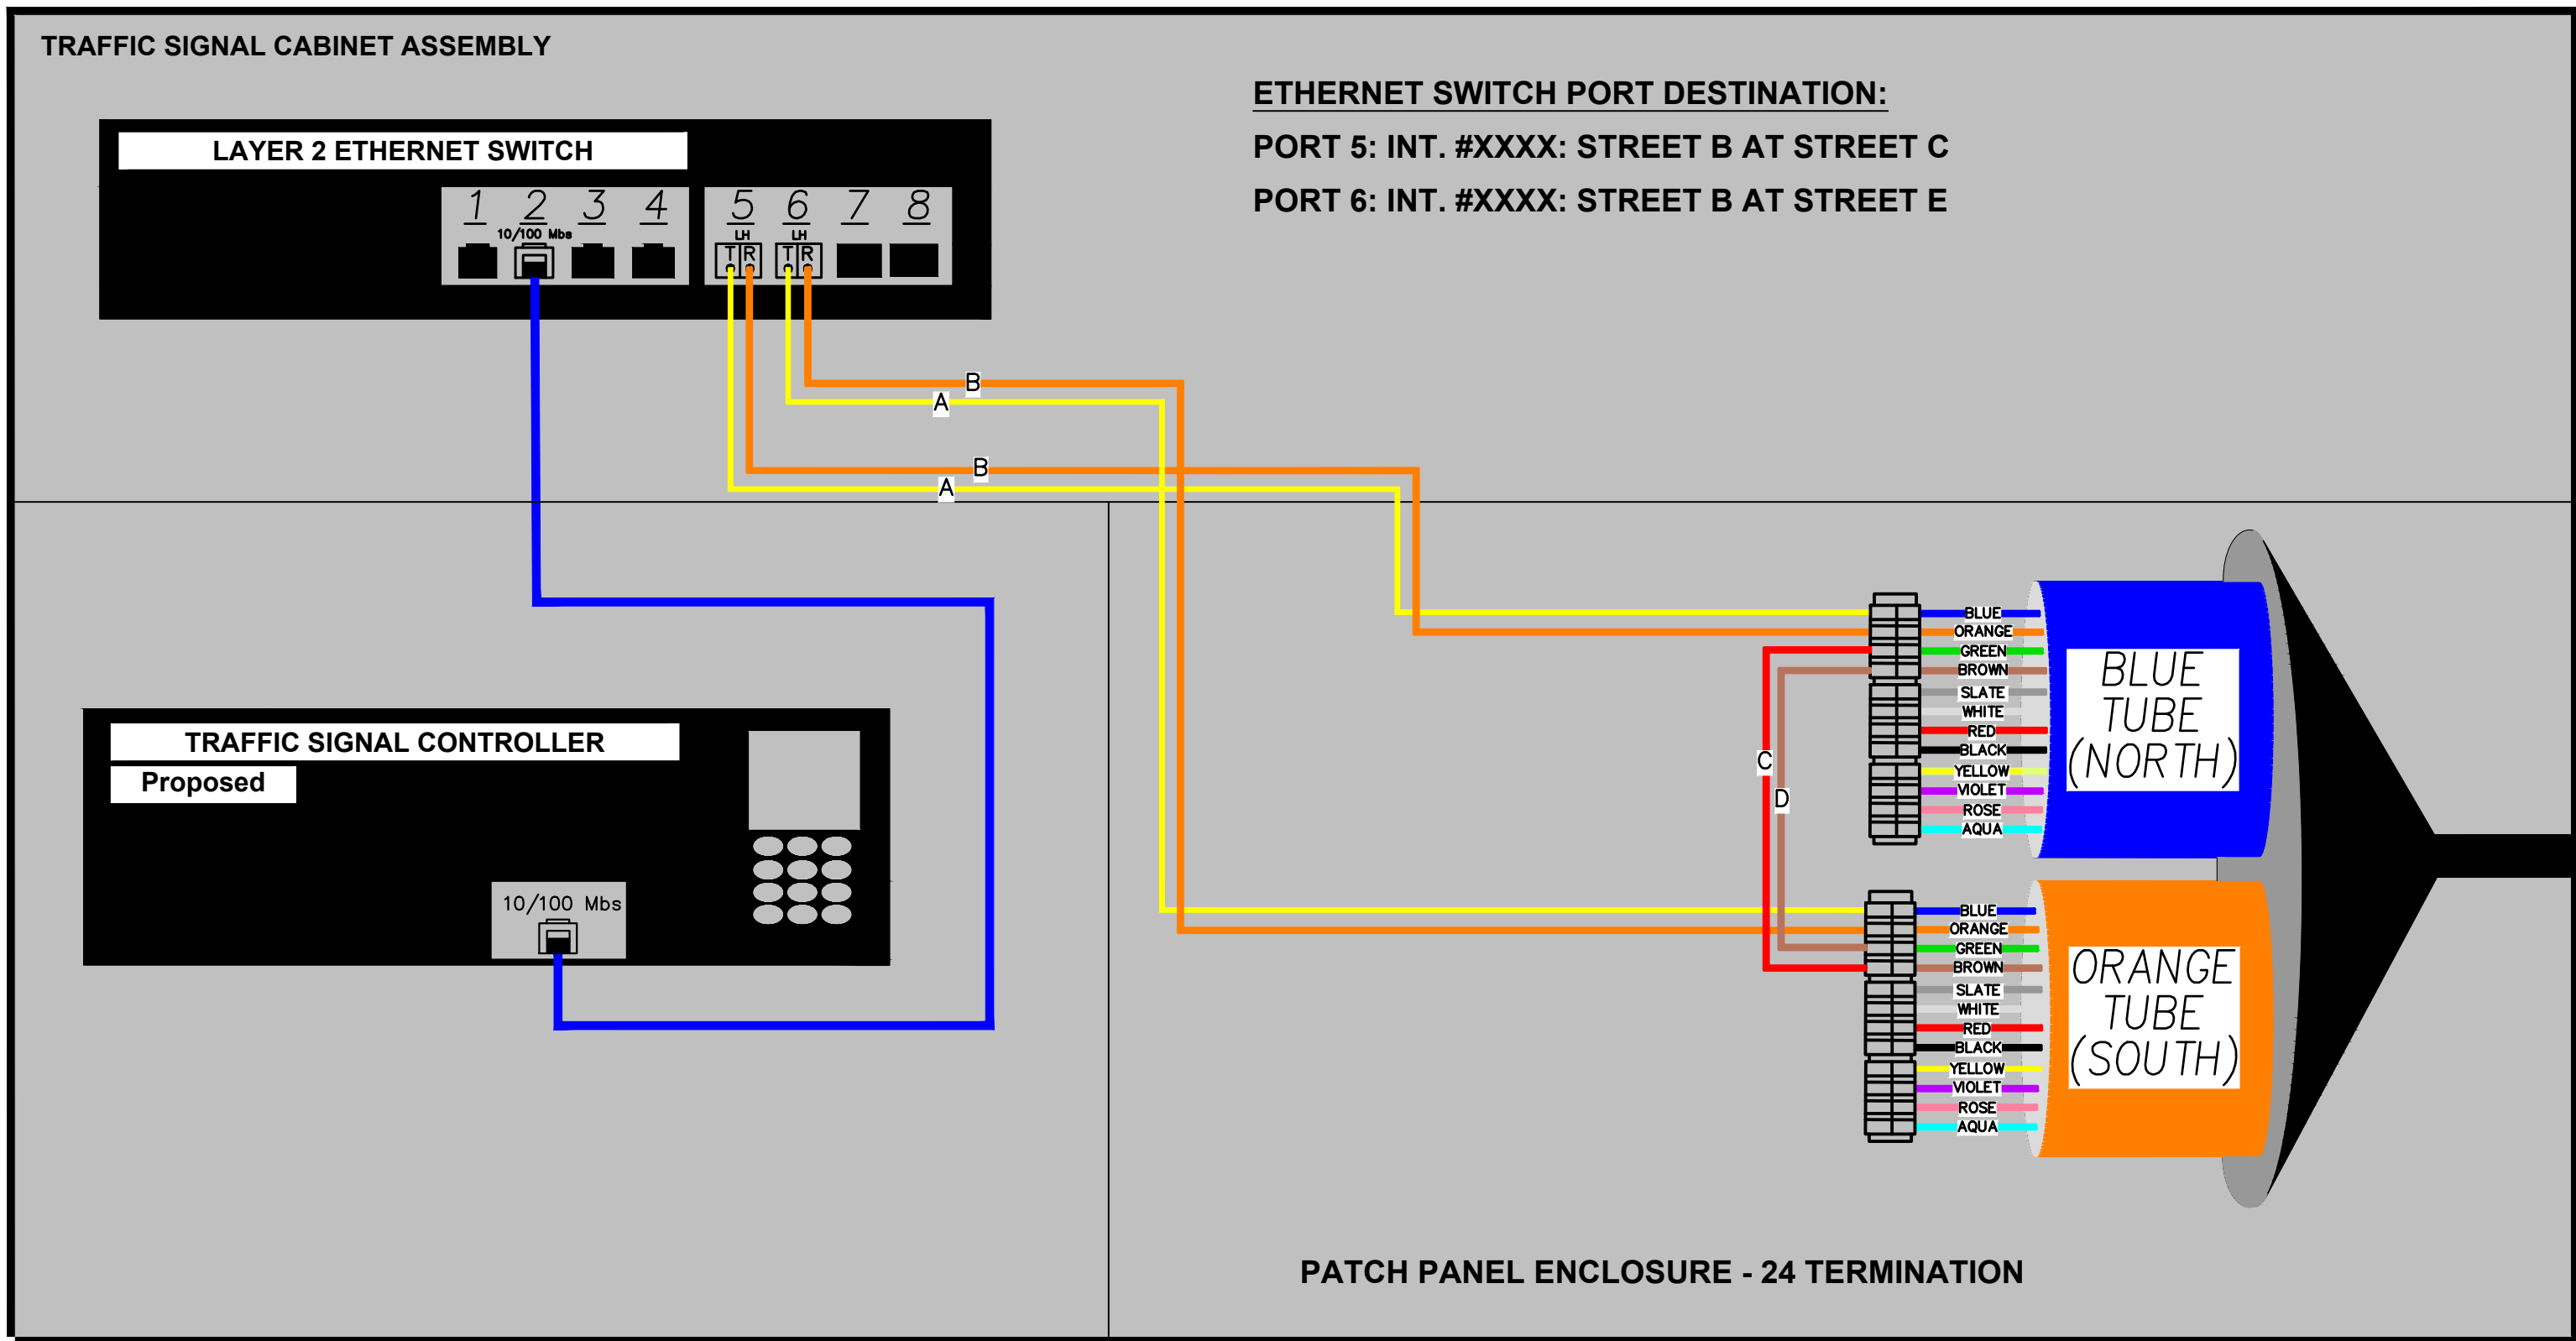 TRAFFIC SIGNAL CABINET ASSEMBLY
ETHERNET SWITCH PORT DESTINATION:
PORT 5: INT. #XXXX: STREET B AT STREET C
PORT 6: INT. #XXXX: STREET B AT STREET E
LAYER 2 ETHERNET SWITCH
1 2 3 4 5 6 7 8
10/100 Mbs LH LH
T R T R
B
A
B
A
TRAFFIC SIGNAL CONTROLLER
Proposed
10/100 Mbs
C
D
BLUE
ORANGE
GREEN
BROWN
SLATE
WHITE
RED
BLACK
YELLOW
VIOLET
ROSE
AQUA
BLUE
TUBE
(NORTH)
BLUE
ORANGE
GREEN
BROWN
SLATE
WHITE
RED
BLACK
YELLOW
VIOLET
ROSE
AQUA
ORANGE
TUBE
(SOUTH)
PATCH PANEL ENCLOSURE - 24 TERMINATION